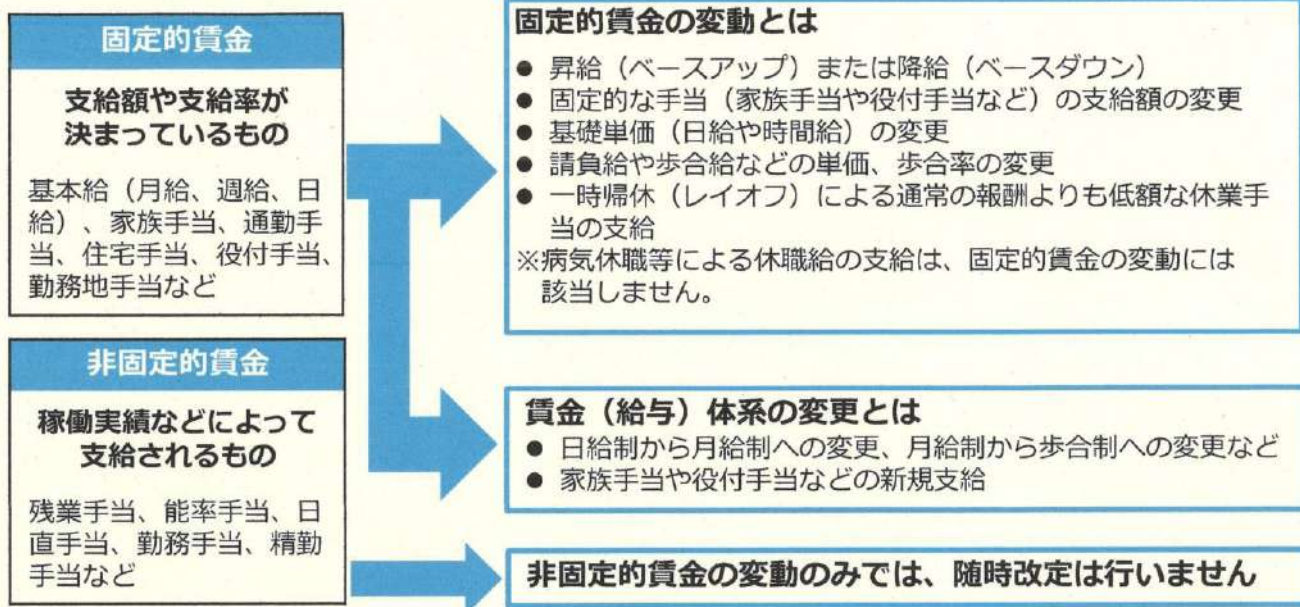 固定的賃金
支給額や支給率が
決まっているもの
基本給（月給、週給、日
給）、家族手当、通勤手
当、住宅手当、役付手当、
勤務地手当など
非固定的賃金
稼働実績などによって
支給されるもの
残業手当、能率手当、日
直手当、勤務手当、精勤
手当など
固定的賃金の変動とは
● 昇給（ベースアップ）または降給（ベースダウン）
● 固定的な手当（家族手当や役付手当など）の支給額の変更
● 基礎単価（日給や時間給）の変更
● 請負給や歩合給などの単価、歩合率の変更
● 一時帰休（レイオフ）による通常の報酬よりも低額な休業手
当の支給
※病気休職等による休職給の支給は、固定的賃金の変動には
該当しません。
賃金（給与）体系の変更とは
● 日給制から月給制への変更、月給制から歩合制への変更など
● 家族手当や役付手当などの新規支給
非固定的賃金の変動のみでは、随時改定は行いません